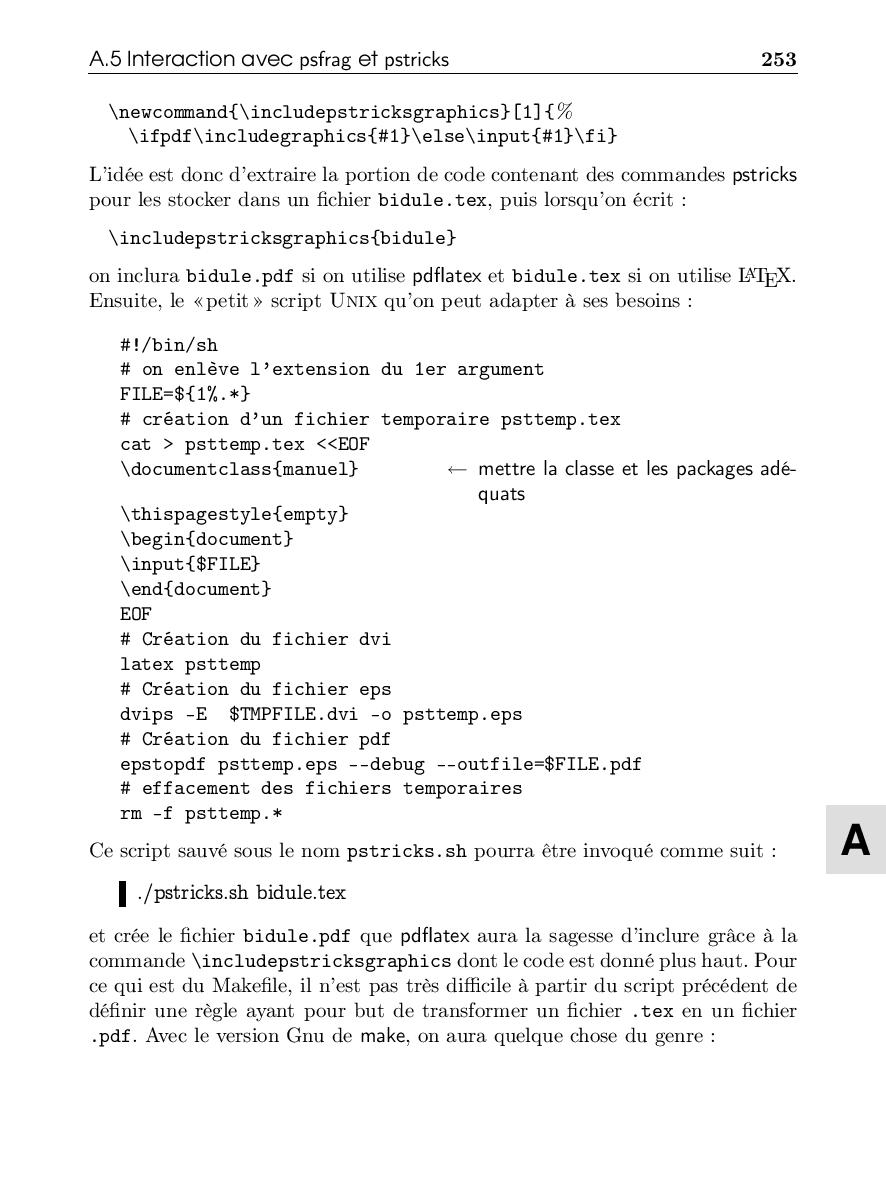 A.5 Interaction avec psfrag et pstricks 253
\newcommand{\includepstricksgraphics}[1]{%
\ifpdf\includegraphics{#1}\else\input{#1}\fi}
L'idée est donc d'extraire la portion de code contenant des commandes pstricks
pour les stocker dans un fichier bidule.tex, puis lorsqu'on écrit :
\includepstricksgraphics{bidule}
on inclura bidule.pdf si on utilise pdflatex et bidule.tex si on utilise LATEX.
Ensuite, le « petit » script UNIX qu'on peut adapter à ses besoins :
#!/bin/sh
# on enlève l'extension du 1er argument
FILE=${1%.*}
# création d'un fichier temporaire psttemp.tex
cat > psttemp.tex <<EOF
\documentclass{manuel} ← mettre la classe et les packages adé-
quats
\thispagestyle{empty}
\begin{document}
\input{$FILE}
\end{document}
EOF
# Création du fichier dvi
latex psttemp
# Création du fichier eps
dvips -E  $TMPFILE.dvi -o psttemp.eps
# Création du fichier pdf
epstopdf psttemp.eps --debug --outfile=$FILE.pdf
# effacement des fichiers temporaires
rm -f psttemp.*
A
Ce script sauvé sous le nom pstricks.sh pourra être invoqué comme suit :
./pstricks.sh bidule.tex
et crée le fichier bidule.pdf que pdflatex aura la sagesse d'inclure grâce à la
commande \includepstricksgraphics dont le code est donné plus haut. Pour
ce qui est du Makefile, il n'est pas très difficile à partir du script précédent de
définir une règle ayant pour but de transformer un fichier .tex en un fichier
.pdf. Avec le version Gnu de make, on aura quelque chose du genre :